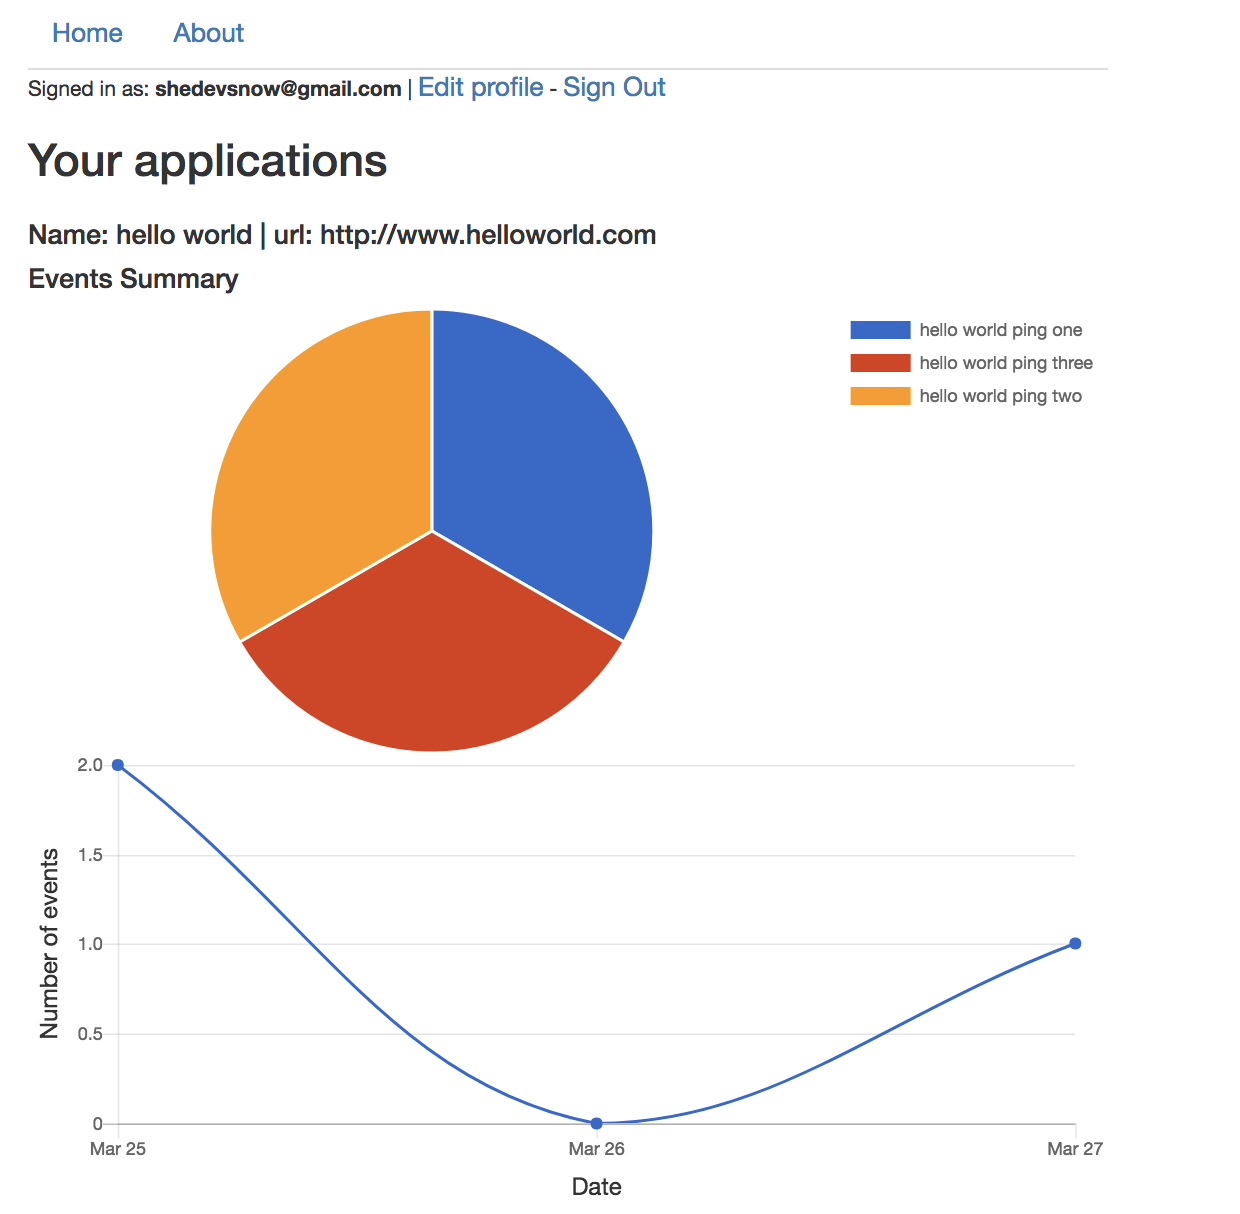 Home About
Signed in as: shedevsnow@gmail.com | Edit profile - Sign Out
Your applications
Name: hello world | url: http://www.helloworld.com
Events Summary
hello world ping one
hello world ping three
hello world ping two
Number of events
2.0
1.5
1.0
0.5
0
Mar 25 Mar 26 Mar 27
Date